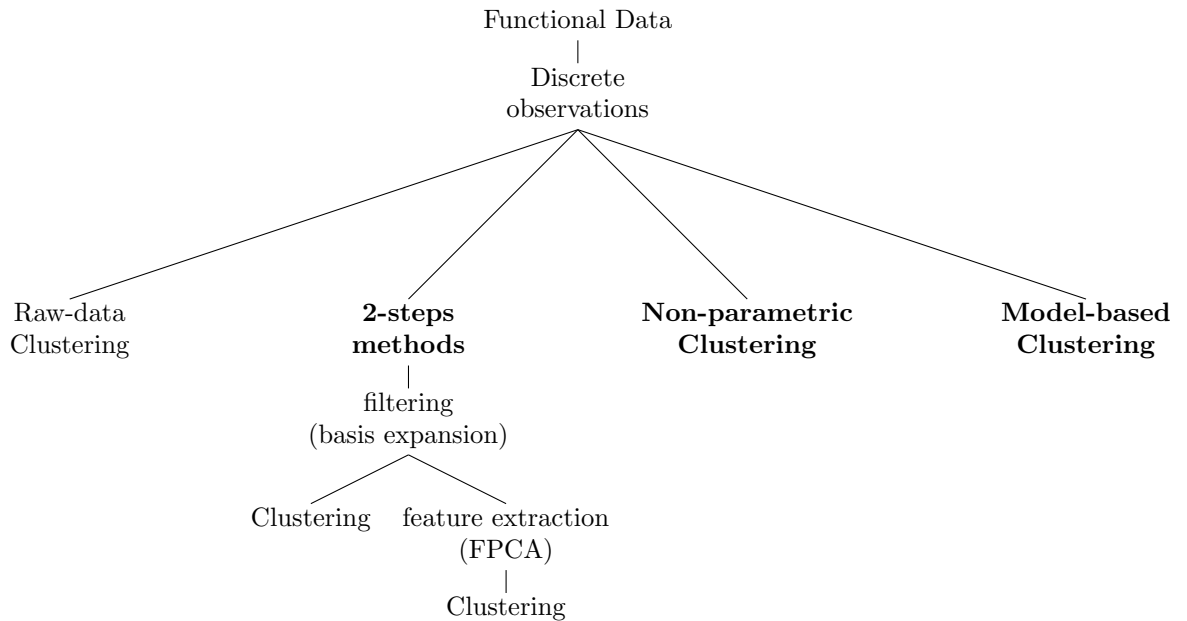 Functional Data
Discrete
observations
Raw-data
Clustering
2-steps
methods
Non-parametric
Clustering
Model-based
Clustering
filtering
(basis expansion)
Clustering
feature extraction
(FPCA)
Clustering